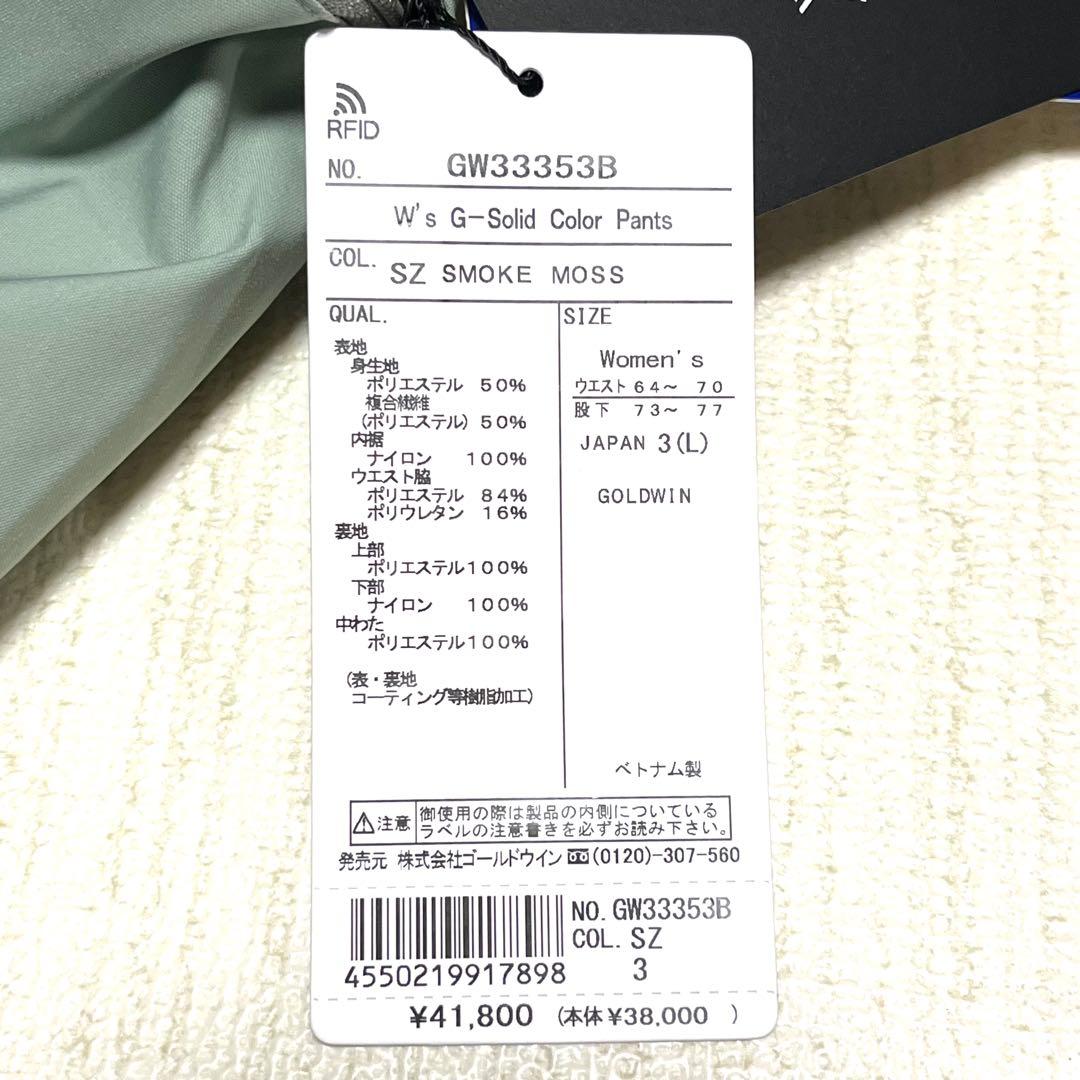 RFID
NO. GW33353B
W's G-Solid Color Pants
COL. SZ SMOKE MOSS
QUAL.
表地
身生地
ポリエステル 50%
複合繊維
(ポリエステル) 50%
内裾
ナイロン 100%
ウエスト脇
ポリエステル 84%
ポリウレタン 16%
裏地
上部
ポリエステル100%
下部
ナイロン 100%
中わた
ポリエステル100%
(表・裏地
コーティング等樹脂加工)
SIZE
Women's
ウエスト 64〜 70
股下 73〜 77
JAPAN 3(L)
GOLDWIN
ベトナム製
注意
御使用の際は製品の内側についている
ラベルの注意書きを必ずお読み下さい。
発売元 株式会社ゴールドウイン (0120)-307-560
4550219917898
NO. GW33353B
COL. SZ
3
¥41,800 (本体¥38,000 )